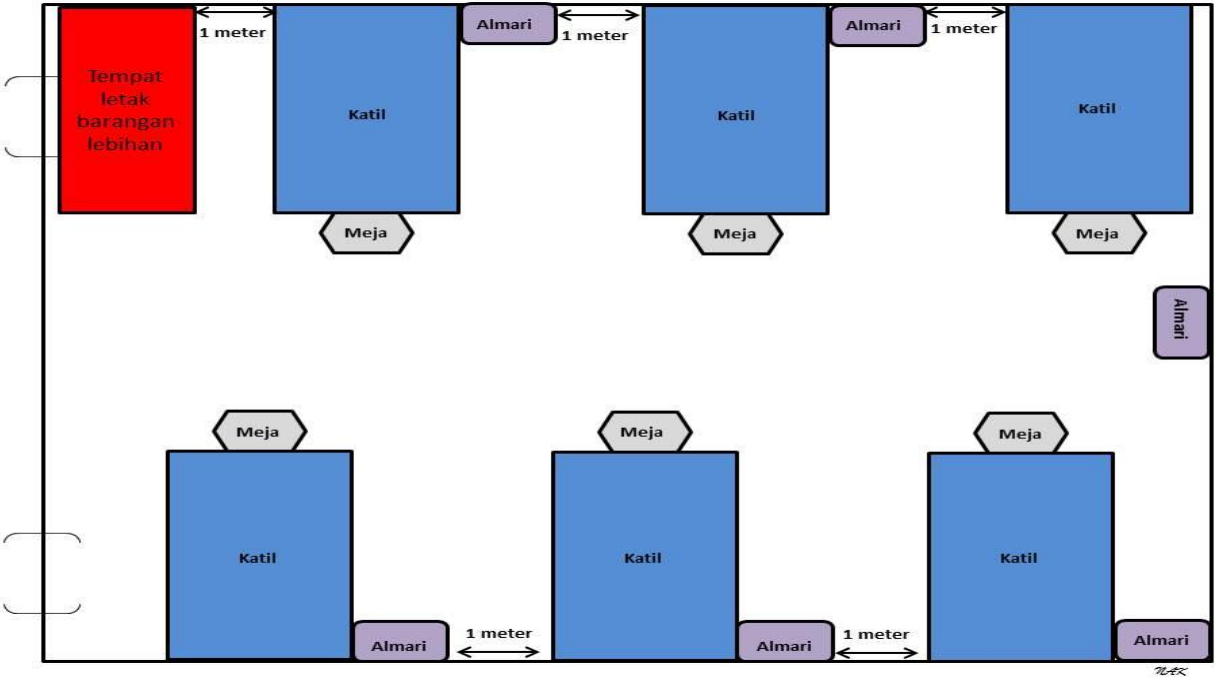 1 meter
Almari
1 meter
Almari
1 meter
Tempat
letak
barangan
lebihan
Katil
Katil
Katil
Meja
Meja
Meja
Almari
Meja
Meja
Meja
Katil
Katil
Katil
Almari
1 meter
Almari
1 meter
Almari
NAK